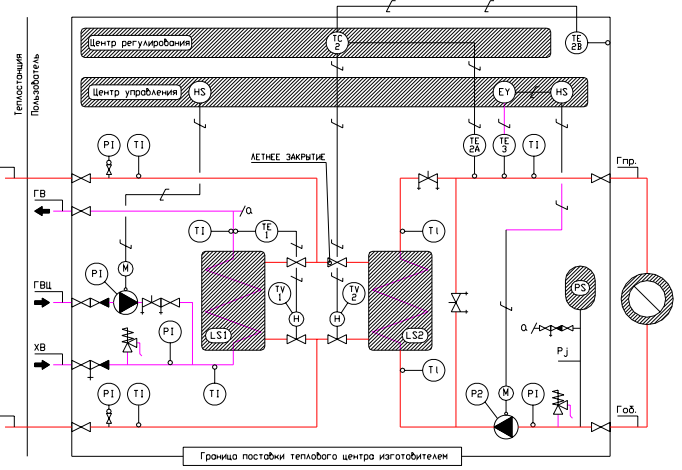 TC
2
TE
2B
Центр регулирования
Центр управления
HS
EY
HS
Теплостанция
Пользователь
PI
TI
ЛЕТНЕЕ ЗАКРЫТИЕ
TE
2A
TE
3
TI
Гпр.
ГВ
a
TI
TE
1
TI
M
PI
ГВЦ
TV
1
TV
2
PS
H
H
PI
LS1
LS2
a
Pj
ХВ
TI
TI
PI
TI
P2
M
PI
Гоб.
Граница поставки теплового центра изготовителем